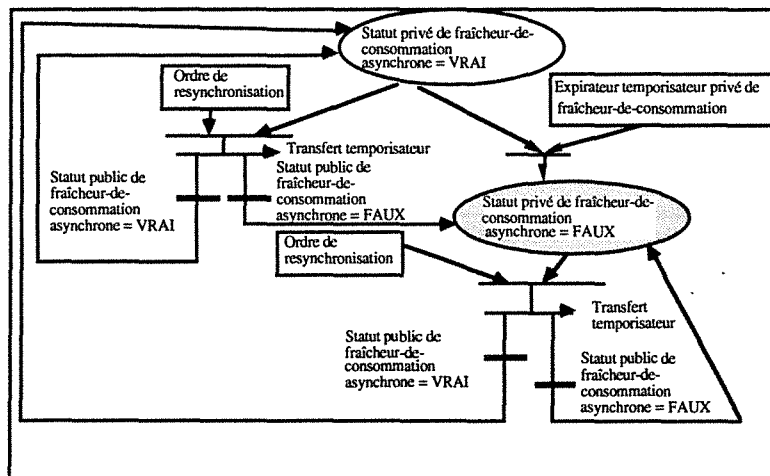 Statut privé de fraîcheur-de-
consommation
asynchrone = VRAI
Ordre de
resynchronisation
Expirateur temporisateur privé de
fraîcheur-de-consommation
Transfert temporisateur
Statut public de
fraîcheur-de-
consommation
asynchrone = VRAI
Statut public de
fraîcheur-de-
consommation
asynchrone = FAUX
Statut privé de fraîcheur-de-
consommation
asynchrone = FAUX
Ordre de
resynchronisation
Transfert
temporisateur
Statut public de
fraîcheur-de-
consommation
asynchrone = VRAI
Statut public de
fraîcheur-de-
consommation
asynchrone = FAUX